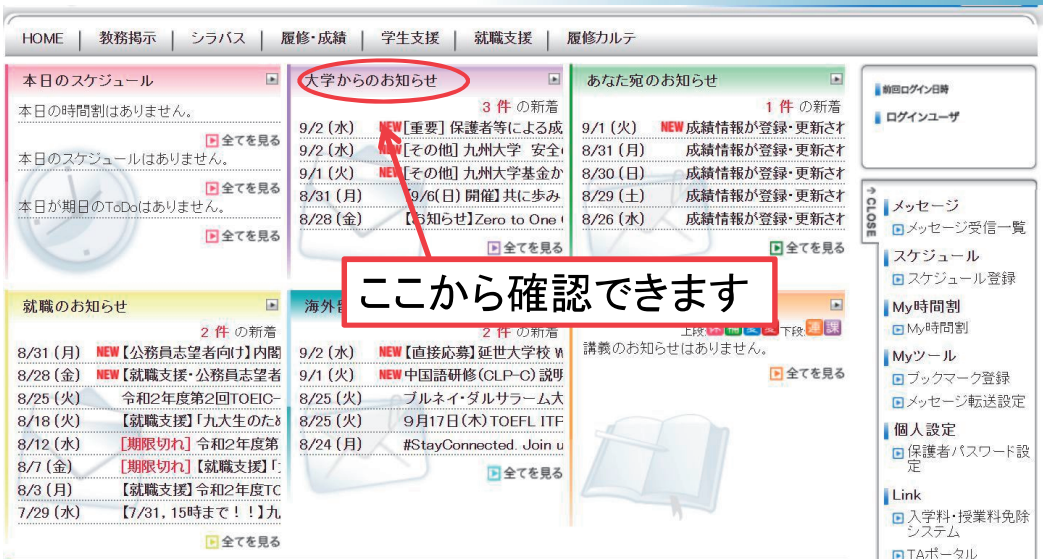 HOME | 教務掲示 | シラバス | 履修・成績 | 学生支援 | 就職支援 | 履修カルテ
本日のスケジュール
本日の時間割はありません。
全てを見る
本日のスケジュールはありません。
全てを見る
本日が期日のToDoはありません。
全てを見る
大学からのお知らせ
3 件 の新着
9/2 (水) NEW [重要] 保護者等による成
9/2 (水) NEW [その他] 九州大学 安全
9/1 (火) NEW [その他] 九州大学基金か
8/31 (月) 【9/6(日) 開催】共に歩み
8/28 (金) 【お知らせ】Zero to One
全てを見る
あなた宛のお知らせ
1 件 の新着
9/1 (火) NEW 成績情報が登録・更新され
8/31 (月) 成績情報が登録・更新され
8/30 (日) 成績情報が登録・更新され
8/29 (土) 成績情報が登録・更新され
8/26 (水) 成績情報が登録・更新され
全てを見る
ここから確認できます
就職のお知らせ
2 件 の新着
8/31 (月) NEW 【公務員志望者向け】内閣
8/28 (金) NEW 【就職支援・公務員志望者
8/25 (火) 令和2年度第2回TOEIC-
8/18 (火) 【就職支援】「九大生のため
8/12 (水) [期限切れ] 令和2年度第
8/7 (金) [期限切れ] 【就職支援】「
8/3 (月) 【就職支援】令和2年度TO
7/29 (水) 【7/31，15時まで！！】九
全てを見る
海外
2 件 の新着
9/2 (水) NEW 【直接応募】延世大学校 W
9/1 (火) NEW 中国語研修(CLP-C) 説明
8/25 (火) ブルネイ・ダルサラーム大
8/25 (火) 9月17日(木) TOEFL ITP
8/24 (月) #StayConnected. Join u
全てを見る
上段 休 補 変 下段 連 課
講義のお知らせはありません。
全てを見る
前回ログイン日時
ログインユーザ
CLOSE
メッセージ
メッセージ受信一覧
スケジュール
スケジュール登録
My時間割
My時間割
Myツール
ブックマーク登録
メッセージ転送設定
個人設定
保護者パスワード設
定
Link
入学料・授業料免除
システム
TAポータル